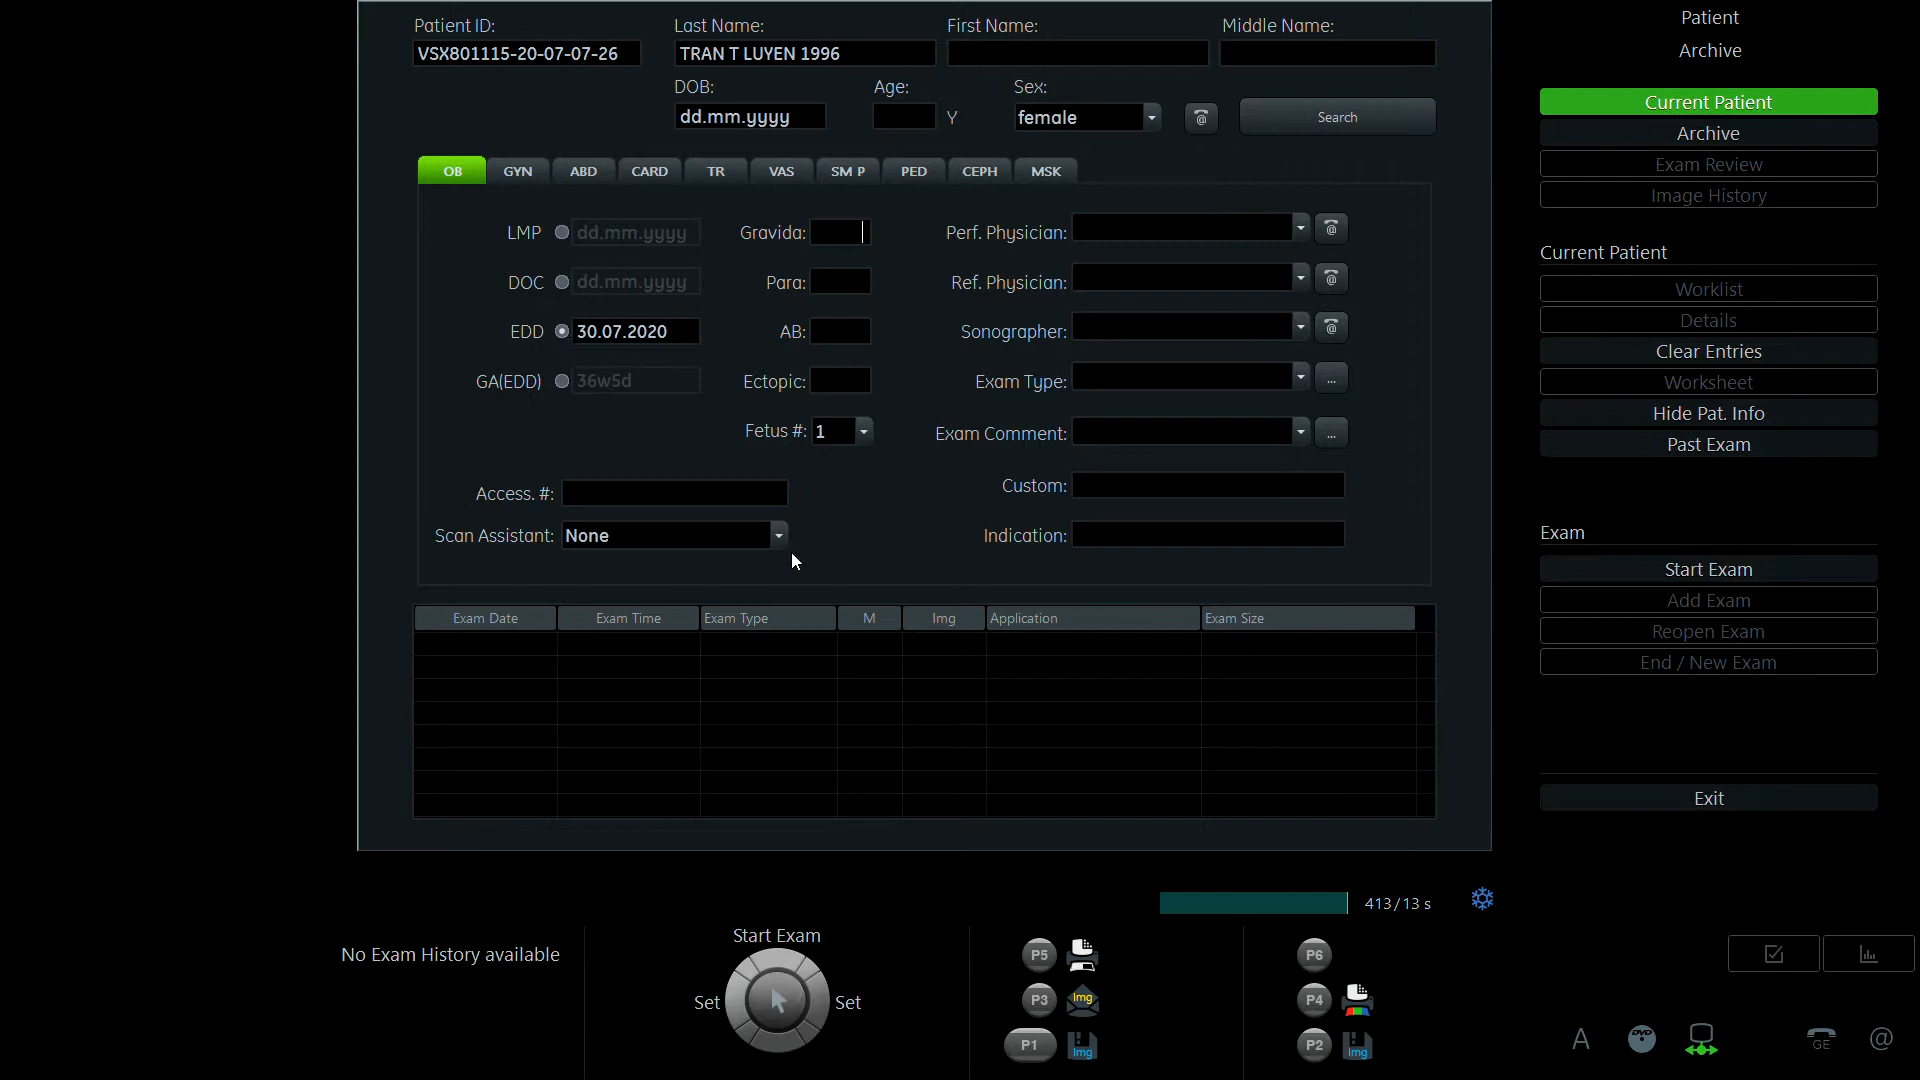 Patient ID: Last Name: First Name: Middle Name:
VSX801115-20-07-07-26 TRAN T LUYEN 1996
DOB: Age: Sex:
dd.mm.yyyy Y female Search
OB GYN ABD CARD TR VAS SM P PED CEPH MSK
LMP dd.mm.yyyy Gravida: Perf. Physician:
DOC dd.mm.yyyy Para: Ref. Physician:
EDD 30.07.2020 AB: Sonographer:
GA(EDD) 36w5d Ectopic: Exam Type: ...
Fetus #: 1 Exam Comment: ...
Access. #: Custom:
Scan Assistant: None Indication:
Exam Date Exam Time Exam Type M Img Application Exam Size
413/13 s
No Exam History available
Start Exam
Set Set
P5 P6
P3 Img P4
P1 Img P2 Img
Patient
Archive
Current Patient
Archive
Exam Review
Image History
Current Patient
Worklist
Details
Clear Entries
Worksheet
Hide Pat. Info
Past Exam
Exam
Start Exam
Add Exam
Reopen Exam
End / New Exam
Exit
A DVD GE @